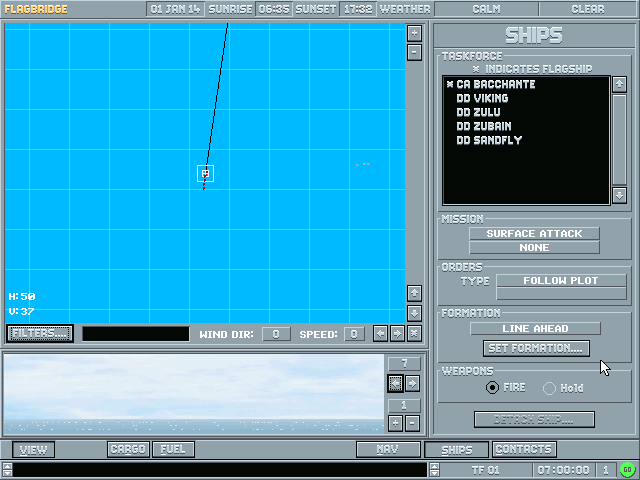 FLAGBRIDGE 01 JAN 14 SUNRISE 06:35 SUNSET 17:32 WEATHER CALM CLEAR
SHIPS
TASKFORCE
* INDICATES FLAGSHIP
* CA BACCHANTE
DD VIKING
DD ZULU
DD ZUBAIN
DD SANDFLY
MISSION
SURFACE ATTACK
NONE
ORDERS
TYPE FOLLOW PLOT
FORMATION
LINE AHEAD
SET FORMATION....
WEAPONS
FIRE Hold
DETACH SHIP....
H:50
V:37
FILTERS.... WIND DIR: 0 SPEED: 0
7
1
VIEW CARGO FUEL NAV SHIPS CONTACTS
TF 01 07:00:00 1 GO